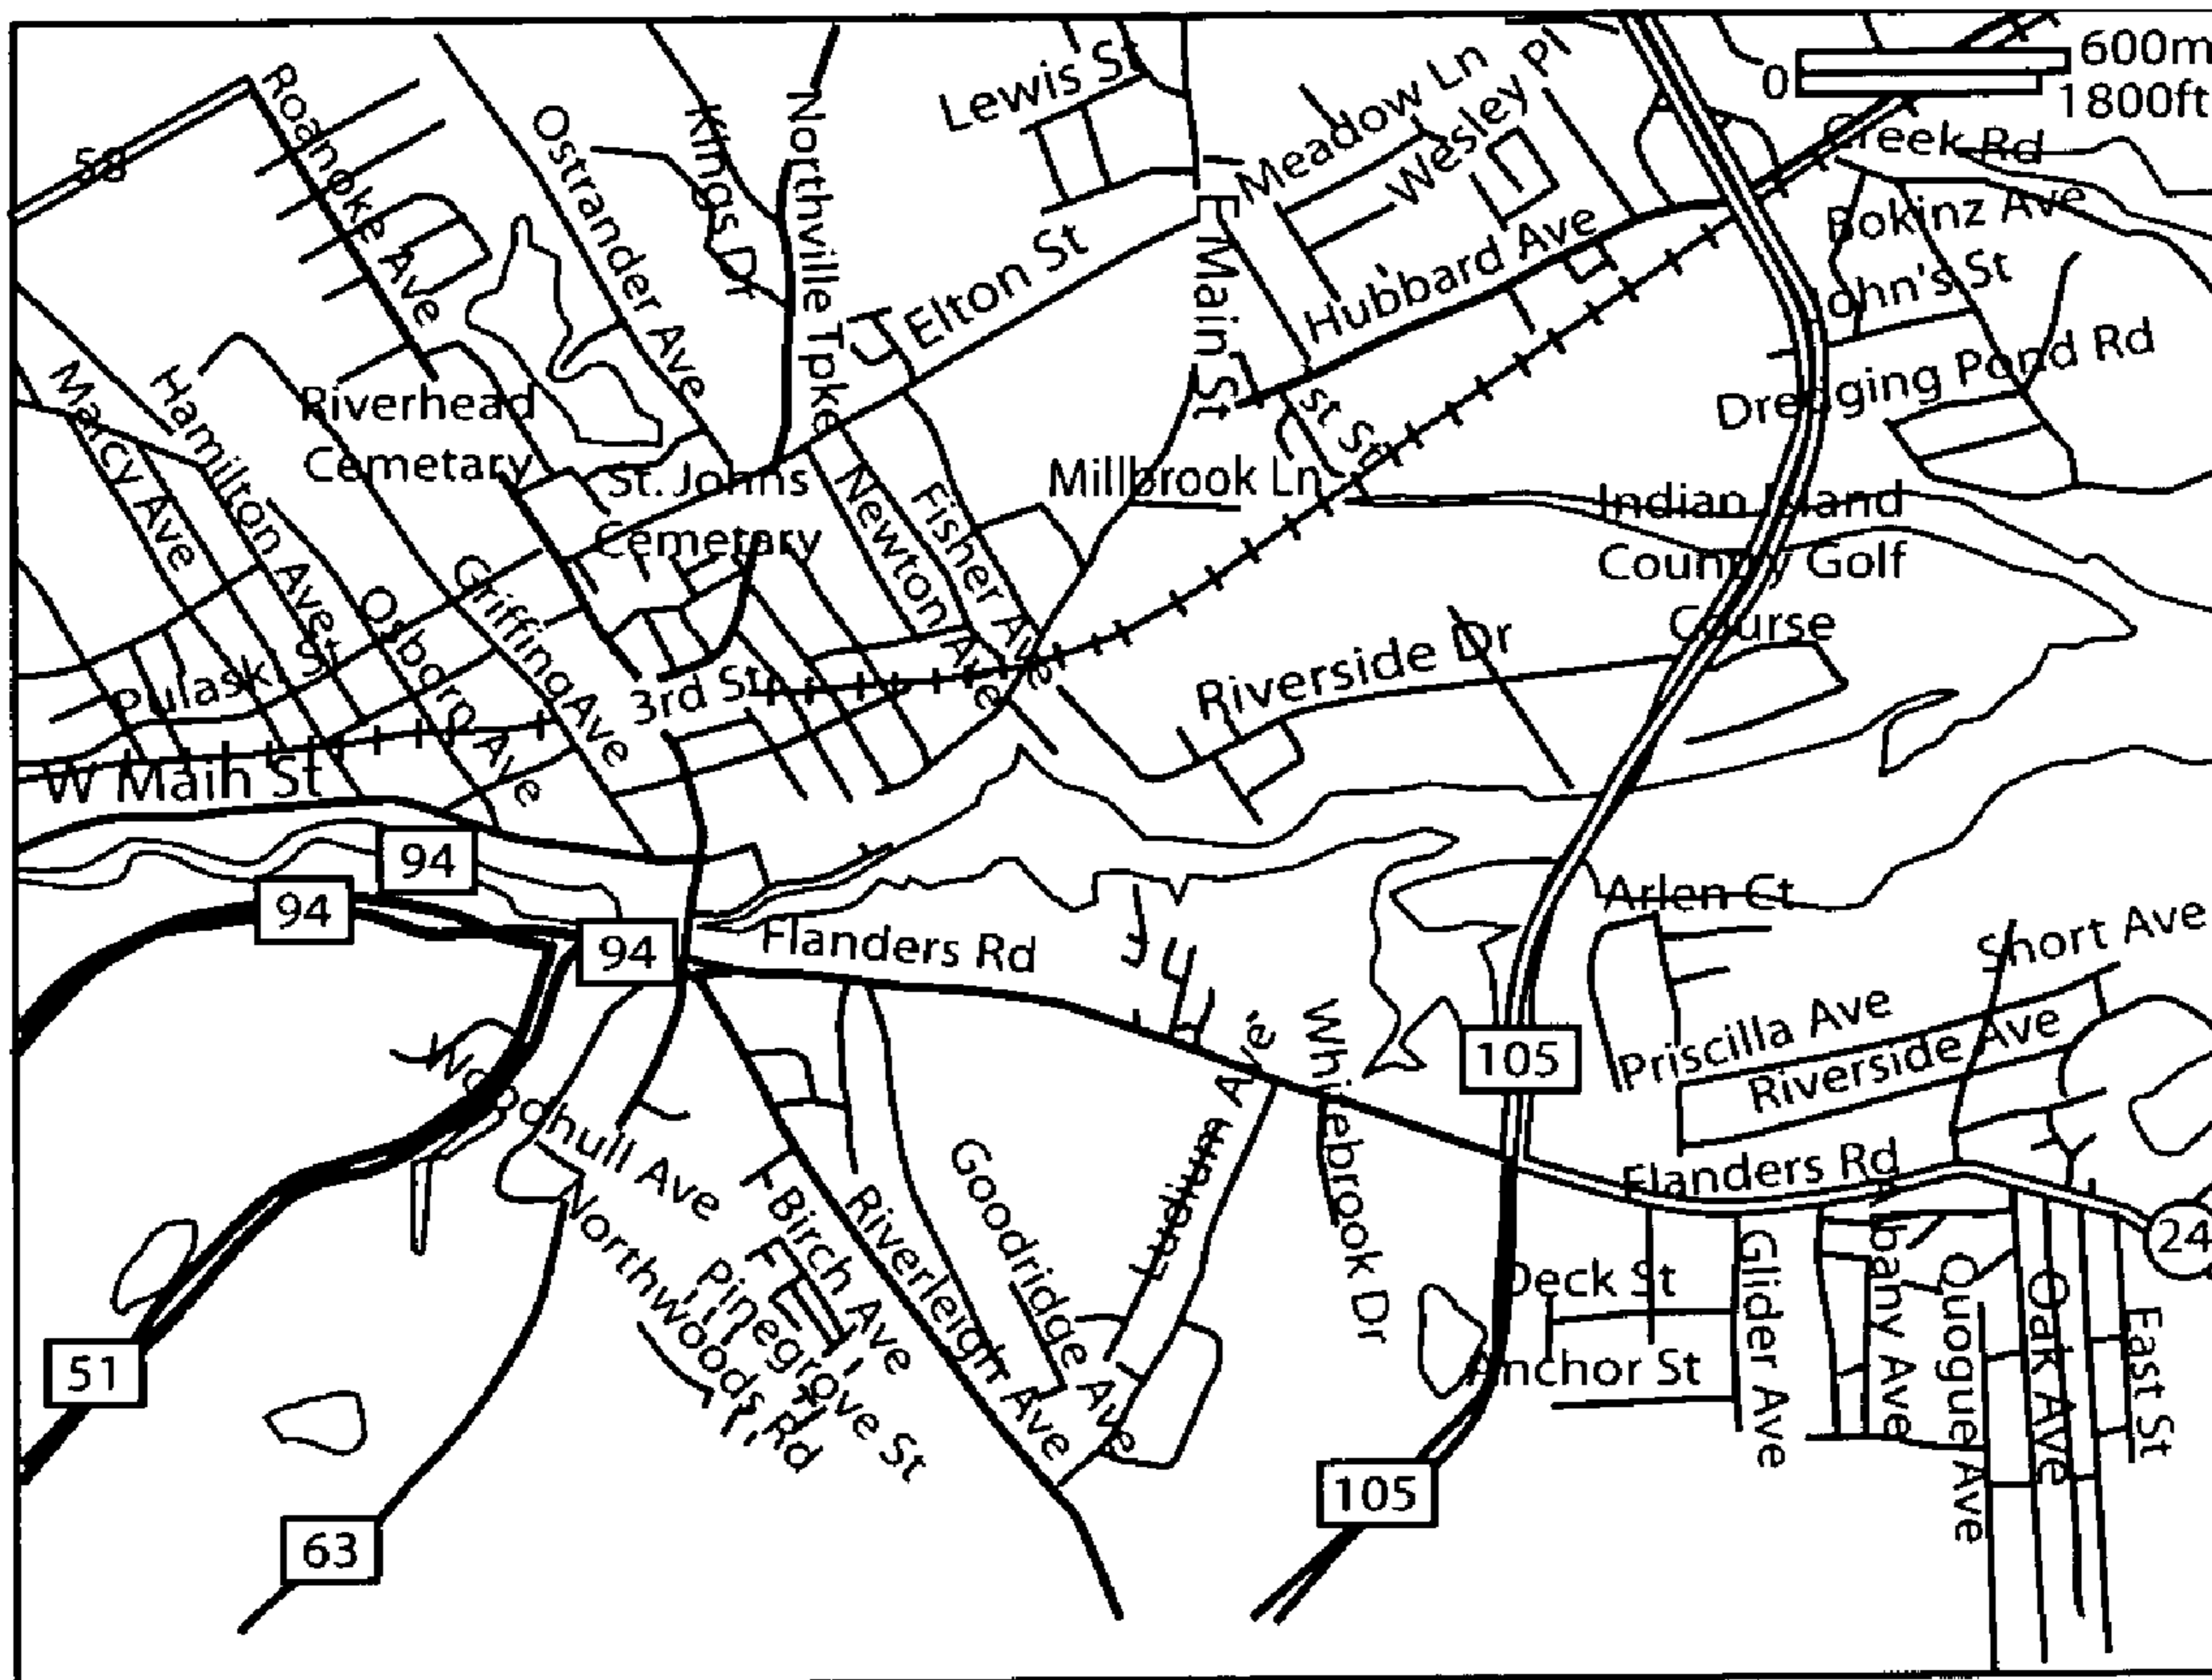 600m
0
1800ft
58
Roanoke Ave
Ostrander Ave
Kings Dr
Northville Tpke
Lewis St
Meadow Ln
Wesley Pl
Creek Rd
Bokinz Ave
John's St
Dredging Pond Rd
E Main St
Hubbard Ave
Elton St
Marcy Ave
Hamilton Ave
Riverhead
Cemetary
St. Johns
Cemetary
Newton Ave
Fisher Ave
Millbrook Ln
st St
Indian Island
County Golf
Course
Pulaski St
Osborn Ave
Griffing Ave
3rd St
Riverside Dr
W Main St
94
94
94
Flanders Rd
Arlen Ct
Short Ave
Priscilla Ave
Riverside Ave
105
Flanders Rd
24
Woodhull Ave
Northwoods Rd
Pinegrove St
Birch Ave
Riverleigh Ave
Goodridge Ave
Ludlum Ave
Whitebrook Dr
Deck St
Anchor St
Glider Ave
Albany Ave
Quogue Ave
Oak Ave
East St
51
63
105